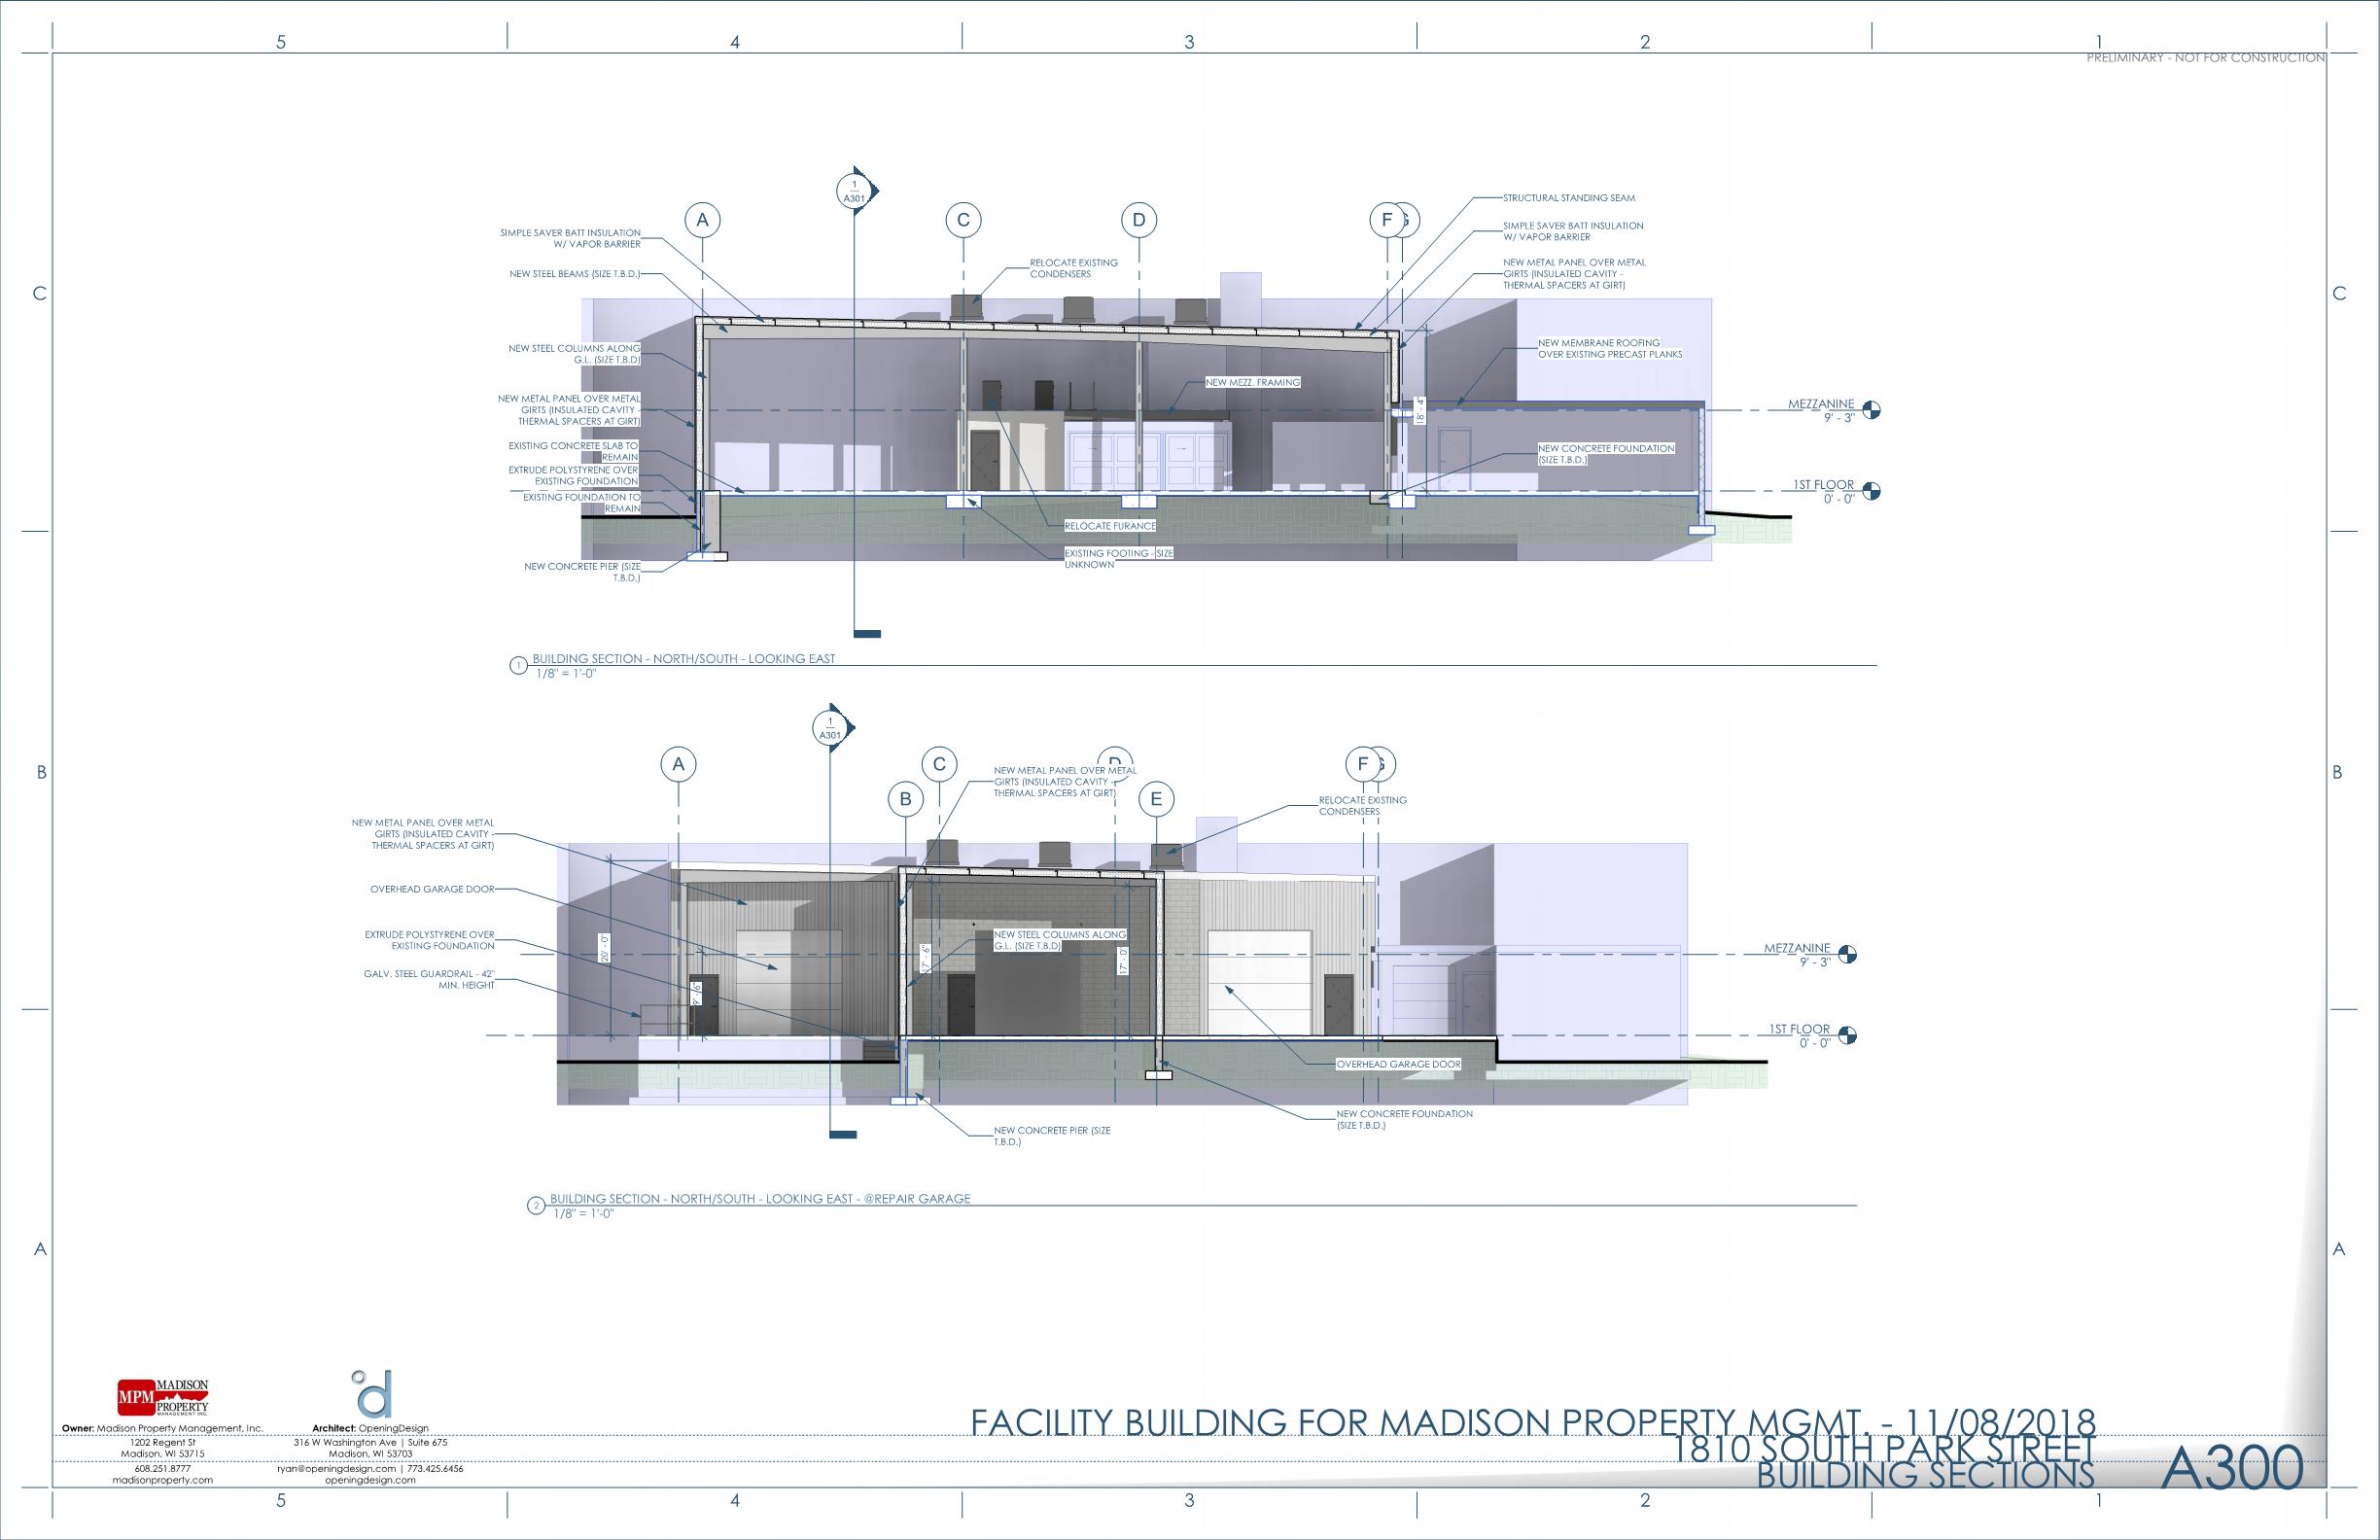 5 4 3 2 1
PRELIMINARY - NOT FOR CONSTRUCTION
C C
B B
A A
1
A301
A C D F G
SIMPLE SAVER BATT INSULATION
W/ VAPOR BARRIER
NEW STEEL BEAMS (SIZE T.B.D.)
NEW STEEL COLUMNS ALONG
G.L. (SIZE T.B.D)
NEW METAL PANEL OVER METAL
GIRTS (INSULATED CAVITY -
THERMAL SPACERS AT GIRT)
EXISTING CONCRETE SLAB TO
REMAIN
EXTRUDE POLYSTYRENE OVER
EXISTING FOUNDATION
EXISTING FOUNDATION TO
REMAIN
NEW CONCRETE PIER (SIZE
T.B.D.)
RELOCATE EXISTING
CONDENSERS
NEW MEZZ. FRAMING
RELOCATE FURANCE
EXISTING FOOTING - SIZE
UNKNOWN
STRUCTURAL STANDING SEAM
SIMPLE SAVER BATT INSULATION
W/ VAPOR BARRIER
NEW METAL PANEL OVER METAL
GIRTS (INSULATED CAVITY -
THERMAL SPACERS AT GIRT)
NEW MEMBRANE ROOFING
OVER EXISTING PRECAST PLANKS
18' - 4"
NEW CONCRETE FOUNDATION
(SIZE T.B.D.)
MEZZANINE
9' - 3"
1ST FLOOR
0' - 0"
1 BUILDING SECTION - NORTH/SOUTH - LOOKING EAST
1/8" = 1'-0"
1
A301
A B C D E F G
NEW METAL PANEL OVER METAL
GIRTS (INSULATED CAVITY -
THERMAL SPACERS AT GIRT)
RELOCATE EXISTING
CONDENSERS
NEW METAL PANEL OVER METAL
GIRTS (INSULATED CAVITY -
THERMAL SPACERS AT GIRT)
OVERHEAD GARAGE DOOR
EXTRUDE POLYSTYRENE OVER
EXISTING FOUNDATION
GALV. STEEL GUARDRAIL - 42"
MIN. HEIGHT
20' - 0"
NEW STEEL COLUMNS ALONG
G.L. (SIZE T.B.D)
17' - 0"
OVERHEAD GARAGE DOOR
NEW CONCRETE FOUNDATION
(SIZE T.B.D.)
NEW CONCRETE PIER (SIZE
T.B.D.)
MEZZANINE
9' - 3"
1ST FLOOR
0' - 0"
2 BUILDING SECTION - NORTH/SOUTH - LOOKING EAST - @REPAIR GARAGE
1/8" = 1'-0"
MPM MADISON
PROPERTY
MANAGEMENT INC.
Owner: Madison Property Management, Inc.
1202 Regent St
Madison, WI 53715
608.251.8777
madisonproperty.com
Architect: OpeningDesign
316 W Washington Ave | Suite 675
Madison, WI 53703
ryan@openingdesign.com | 773.425.6456
openingdesign.com
FACILITY BUILDING FOR MADISON PROPERTY MGMT. - 11/08/2018
1810 SOUTH PARK STREET
BUILDING SECTIONS
A300
5 4 3 2 1